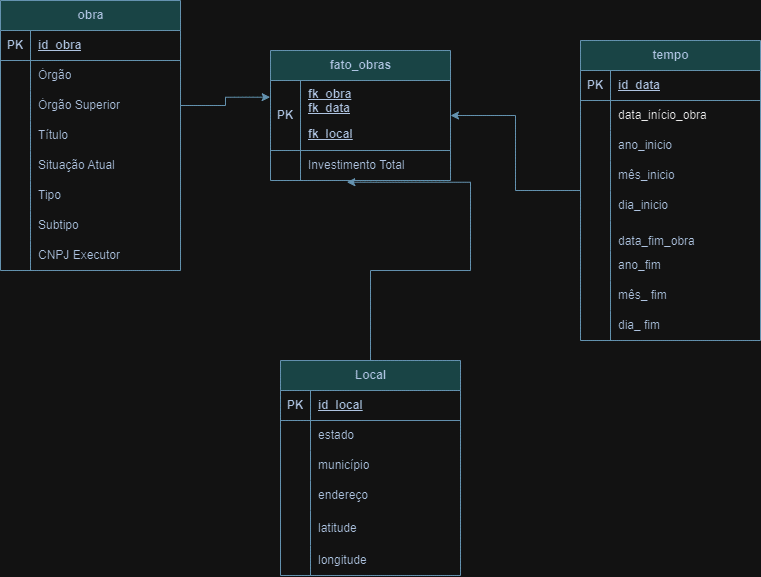 obra
PK id_obra
Órgão
Órgão Superior
Título
Situação Atual
Tipo
Subtipo
CNPJ Executor
fato_obras
PK
fk_obra
fk_data
fk_local
Investimento Total
tempo
PK id_data
data_início_obra
ano_inicio
mês_inicio
dia_inicio
data_fim_obra
ano_fim
mês_ fim
dia_ fim
Local
PK id_local
estado
município
endereço
latitude
longitude